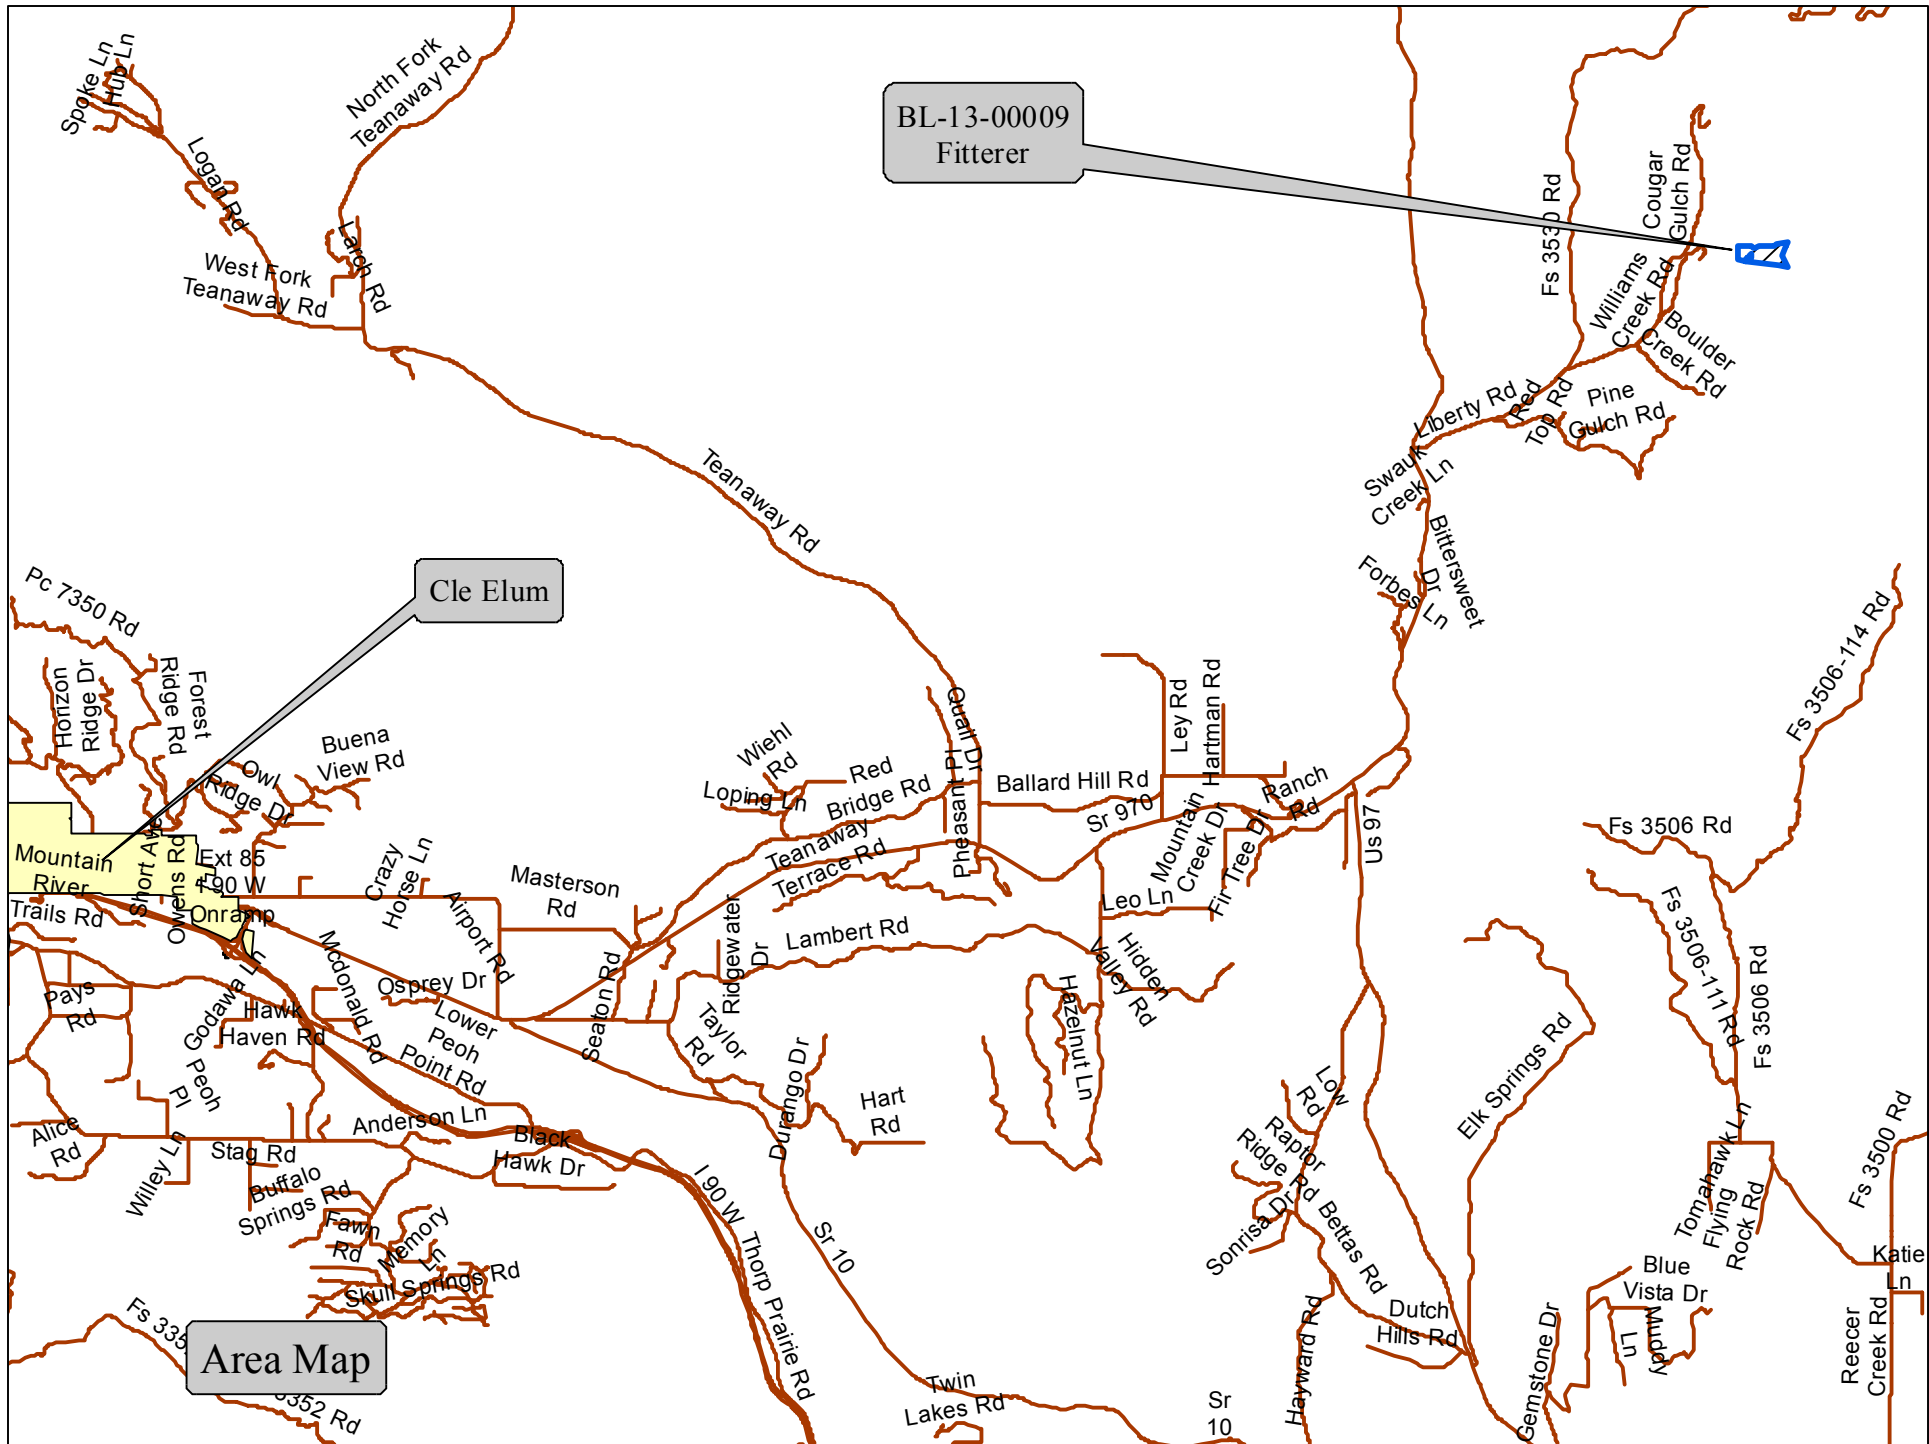 Spoke Ln
Hub Ln
North Fork
Teanaway Rd
Logan Rd
Larch Rd
West Fork
Teanaway Rd
BL-13-00009
Fitterer
Fs 3530 Rd
Cougar
Gulch Rd
Williams
Creek Rd
Boulder
Creek Rd
Liberty Rd
Red
Top Rd
Pine
Gulch Rd
Swauk
Creek Ln
Teanaway Rd
Bittersweet
Dr
Forbes Ln
Cle Elum
Pc 7350 Rd
Horizon
Ridge Dr
Forest
Ridge Rd
Owl
Ridge Dr
Buena
View Rd
Wiehl
Rd
Loping Ln
Red
Bridge Rd
Quail Dr
Pheasant Pl
Ballard Hill Rd
Ley Rd
Hartman Rd
Sr 970
Ranch
Rd
Mountain
Creek Dr
Fir Tree Dr
Us 97
Fs 3506-114 Rd
Fs 3506 Rd
Fs 3506-111 Rd
Fs 3506 Rd
Teanaway
Terrace Rd
Mountain
River
Trails Rd
Short Ave
Owens Rd
Ext 85
I-90 W
Onramp
Crazy
Horse Ln
Airport Rd
Masterson
Rd
Leo Ln
Lambert Rd
Ridgewater
Dr
Hidden
Valley Rd
Hazelnut Ln
Pays
Rd
Godawa Ln
Hawk
Haven Rd
Mcdonald Rd
Osprey Dr
Lower
Peoh
Point Rd
Seaton Rd
Taylor
Rd
Durango Dr
Hart
Rd
Elk Springs Rd
Low
Rd
Raptor
Ridge Rd
Sonrisa Dr
Bettas Rd
Peoh
Pl
Alice
Rd
Willey Ln
Stag Rd
Anderson Ln
Black
Hawk Dr
Buffalo
Springs Rd
Fawn
Rd
Memory
Ln
Skull Springs Rd
I 90 W
Thorp Prairie Rd
Sr 10
Tomahawk Ln
Flying
Rock Rd
Fs 3500 Rd
Katie
Ln
Blue
Vista Dr
Muddy
Ln
Gemstone Dr
Reecer
Creek Rd
Dutch
Hills Rd
Hayward Rd
Twin
Lakes Rd
Sr
10
Area Map